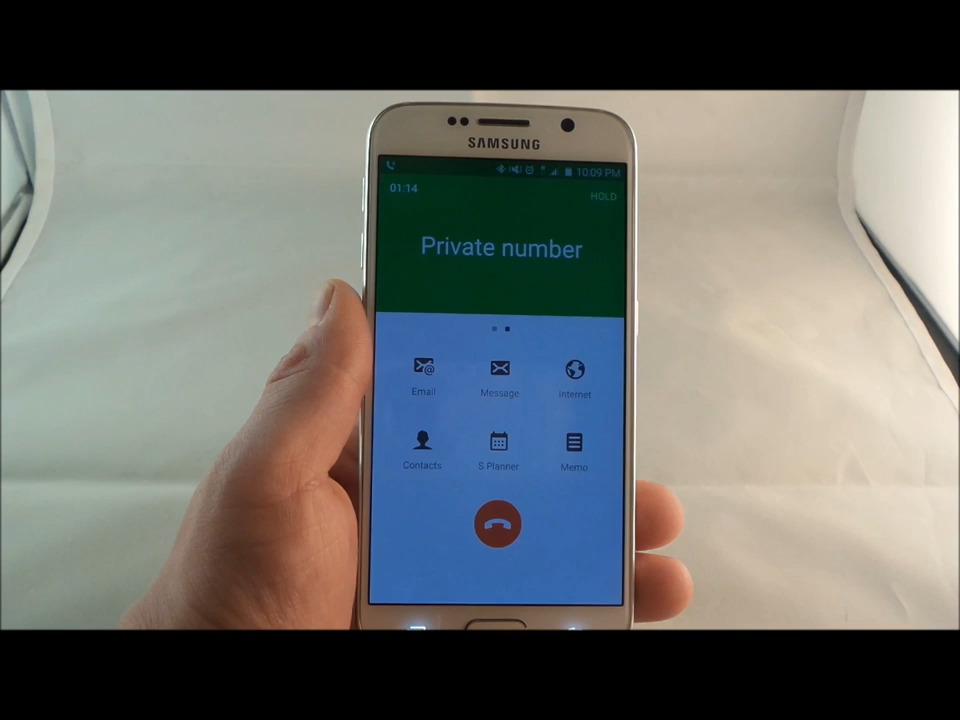 SAMSUNG
10:09 PM
01:14
HOLD
Private number
Email
Message
Internet
Contacts
S Planner
Memo